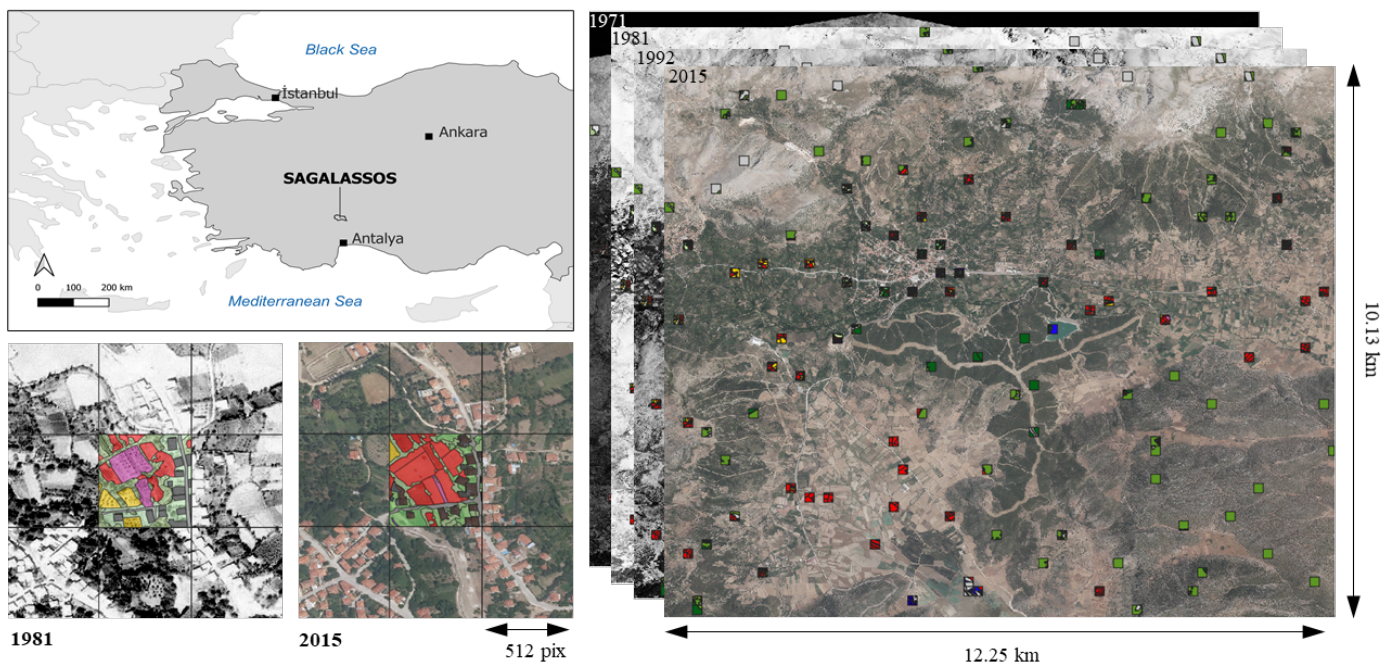 Black Sea
İstanbul
Ankara
SAGALASSOS
Antalya
0 100 200 km
Mediterranean Sea
1981
2015
512 pix
1971
1981
1992
2015
10.13 km
12.25 km